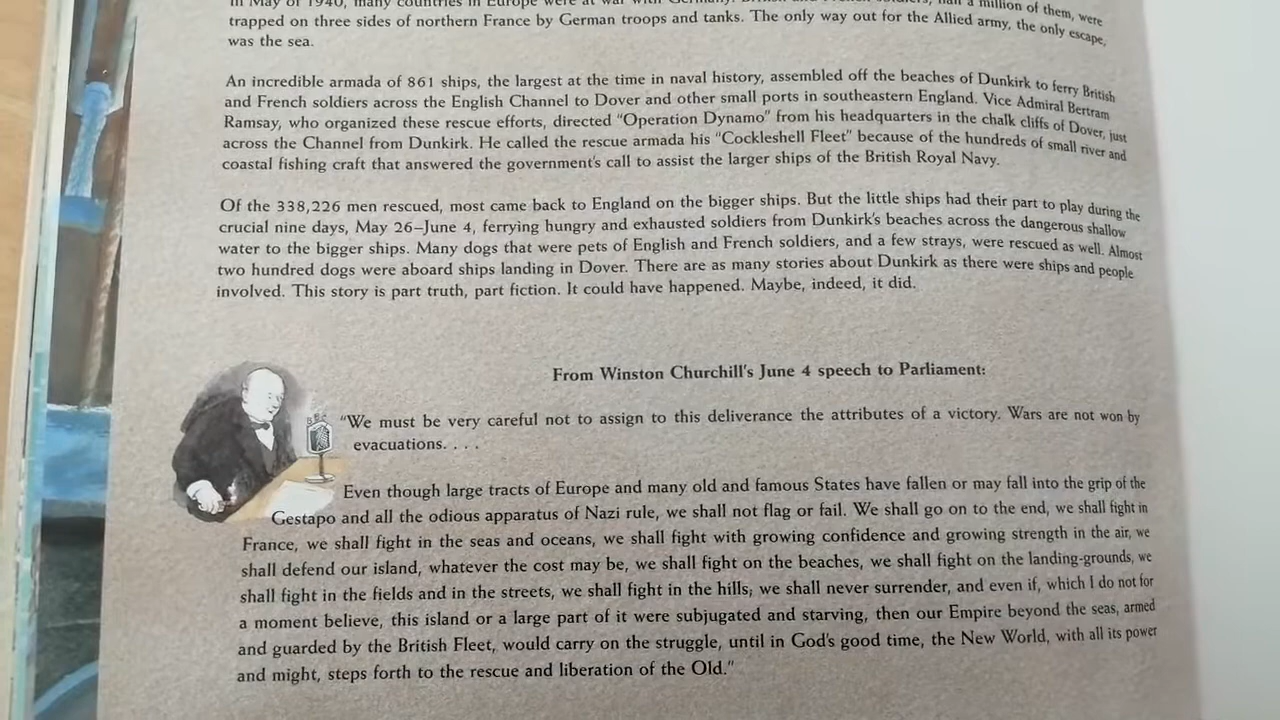 In May of 1940, many countries in Europe were at war with Germany. British and French soldiers, half a million of them, were
trapped on three sides of northern France by German troops and tanks. The only way out for the Allied army, the only escape,
was the sea.
An incredible armada of 861 ships, the largest at the time in naval history, assembled off the beaches of Dunkirk to ferry British
and French soldiers across the English Channel to Dover and other small ports in southeastern England. Vice Admiral Bertram
Ramsay, who organized these rescue efforts, directed “Operation Dynamo” from his headquarters in the chalk cliffs of Dover, just
across the Channel from Dunkirk. He called the rescue armada his “Cockleshell Fleet” because of the hundreds of small river and
coastal fishing craft that answered the government's call to assist the larger ships of the British Royal Navy.
Of the 338,226 men rescued, most came back to England on the bigger ships. But the little ships had their part to play during the
crucial nine days, May 26–June 4, ferrying hungry and exhausted soldiers from Dunkirk's beaches across the dangerous shallow
water to the bigger ships. Many dogs that were pets of English and French soldiers, and a few strays, were rescued as well. Almost
two hundred dogs were aboard ships landing in Dover. There are as many stories about Dunkirk as there were ships and people
involved. This story is part truth, part fiction. It could have happened. Maybe, indeed, it did.
From Winston Churchill's June 4 speech to Parliament:
BBC
“We must be very careful not to assign to this deliverance the attributes of a victory. Wars are not won by
evacuations. . . .
Even though large tracts of Europe and many old and famous States have fallen or may fall into the grip of the
Gestapo and all the odious apparatus of Nazi rule, we shall not flag or fail. We shall go on to the end, we shall fight in
France, we shall fight in the seas and oceans, we shall fight with growing confidence and growing strength in the air, we
shall defend our island, whatever the cost may be, we shall fight on the beaches, we shall fight on the landing-grounds, we
shall fight in the fields and in the streets, we shall fight in the hills; we shall never surrender, and even if, which I do not for
a moment believe, this island or a large part of it were subjugated and starving, then our Empire beyond the seas, armed
and guarded by the British Fleet, would carry on the struggle, until in God's good time, the New World, with all its power
and might, steps forth to the rescue and liberation of the Old.”